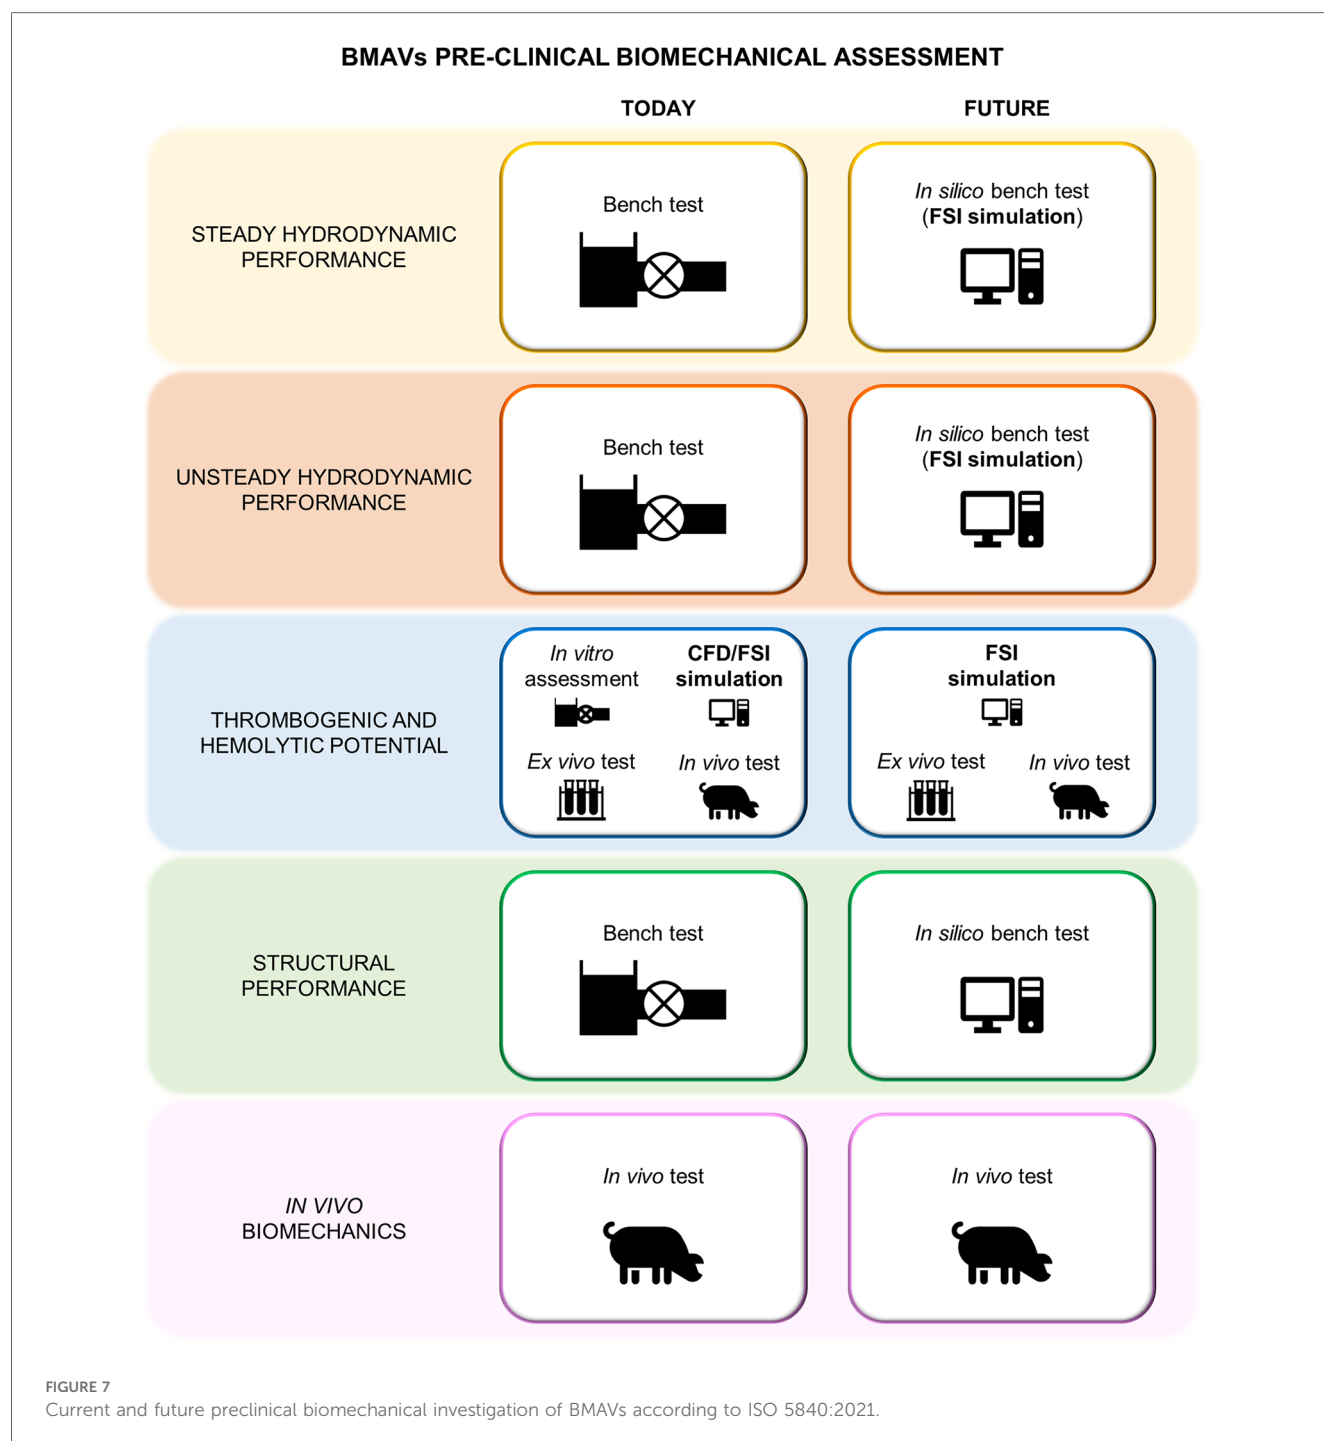 BMAVs PRE-CLINICAL BIOMECHANICAL ASSESSMENT
TODAY
FUTURE
STEADY HYDRODYNAMIC
PERFORMANCE
Bench test
In silico bench test
(FSI simulation)
UNSTEADY HYDRODYNAMIC
PERFORMANCE
Bench test
In silico bench test
(FSI simulation)
THROMBOGENIC AND
HEMOLYTIC POTENTIAL
In vitro
assessment
CFD/FSI
simulation
Ex vivo test
In vivo test
FSI
simulation
Ex vivo test
In vivo test
STRUCTURAL
PERFORMANCE
Bench test
In silico bench test
IN VIVO
BIOMECHANICS
In vivo test
In vivo test
FIGURE 7
Current and future preclinical biomechanical investigation of BMAVs according to ISO 5840:2021.